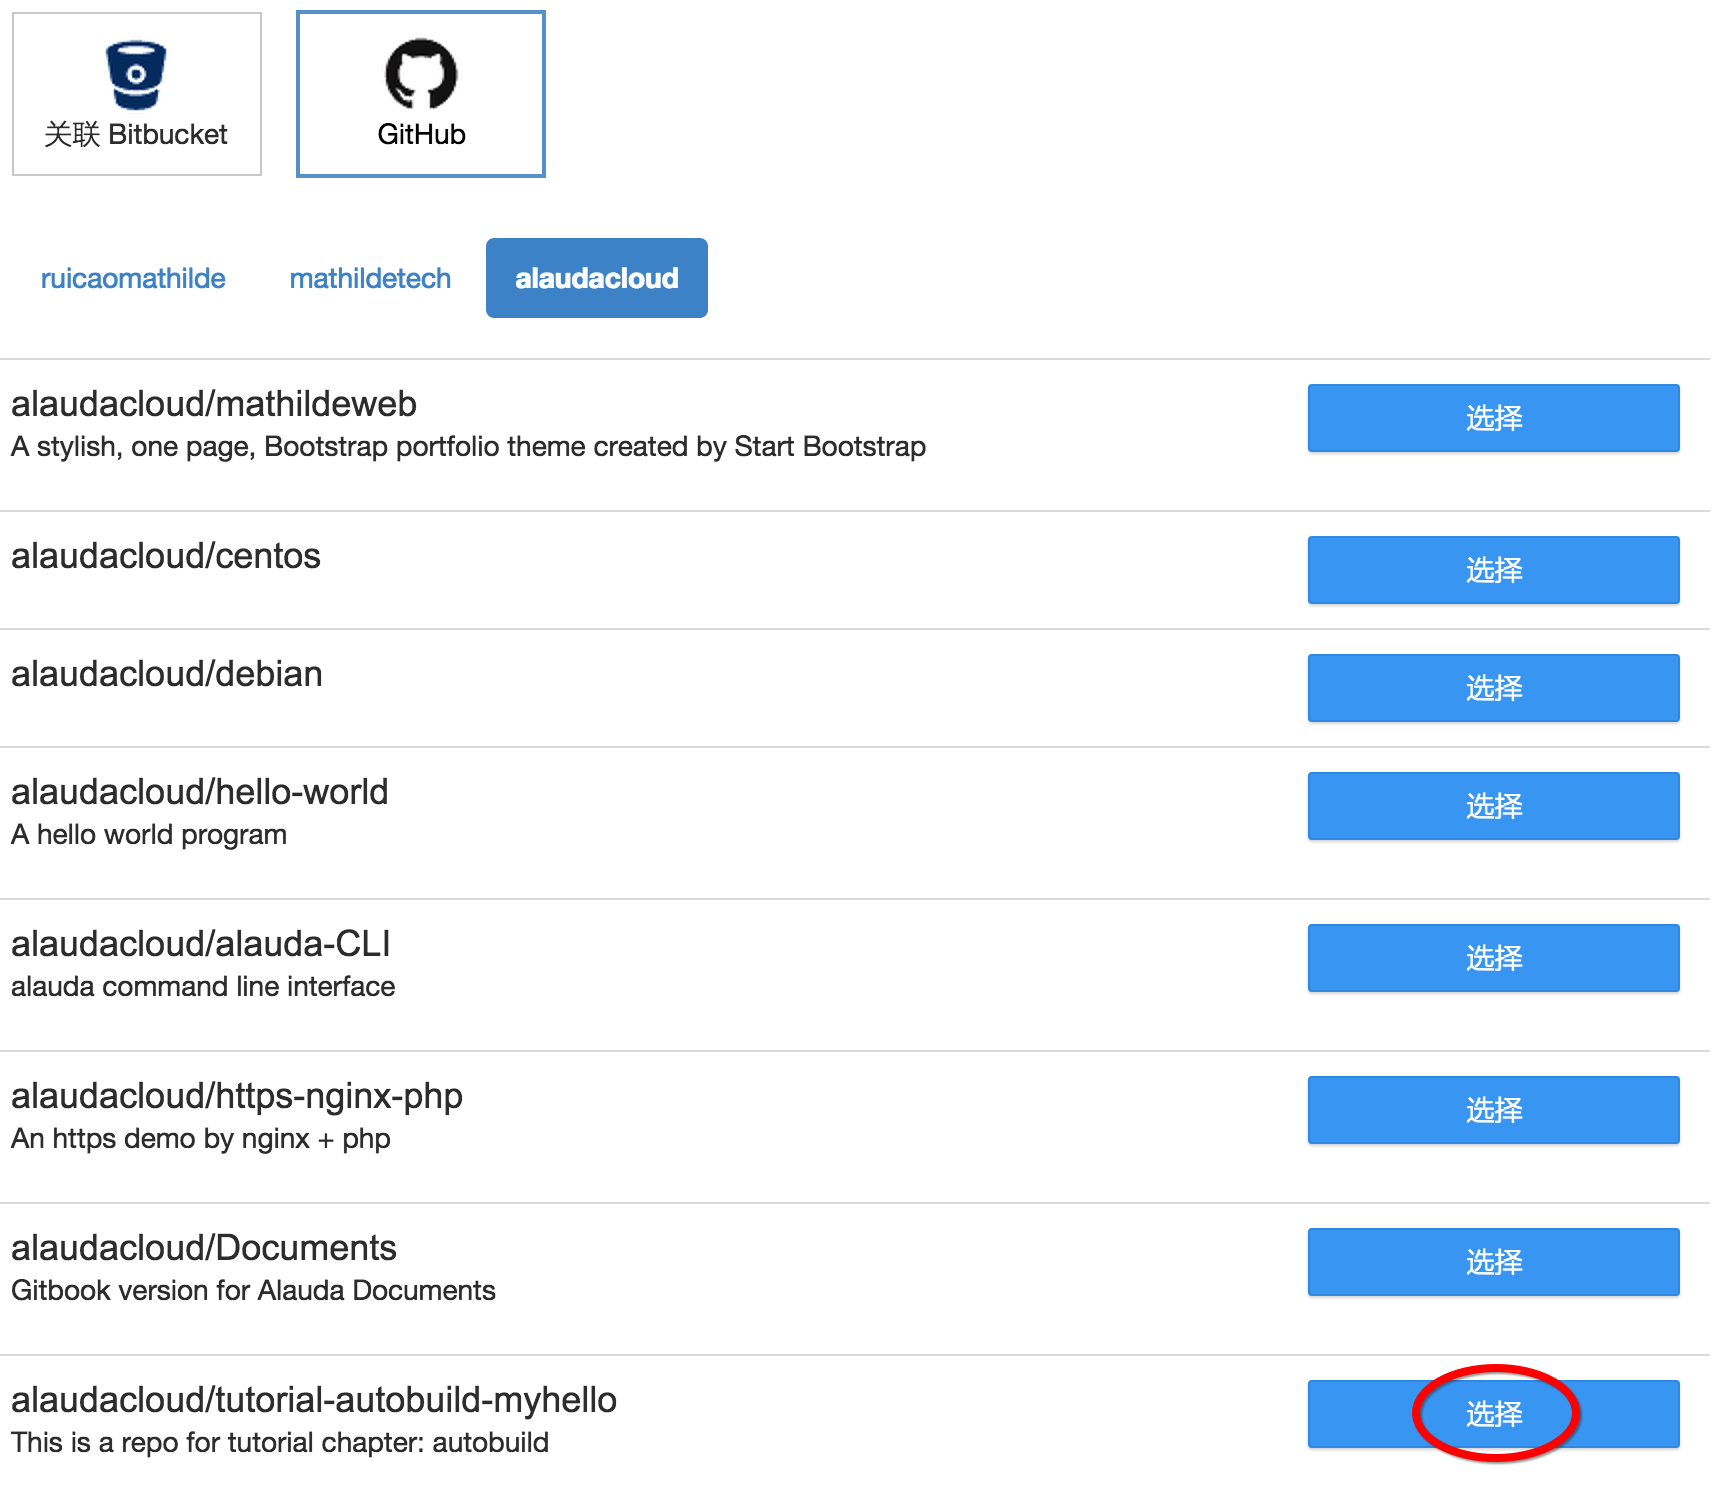 关联 Bitbucket
GitHub
ruicaomathilde
mathildetech
alaudacloud
alaudacloud/mathildeweb
选择
A stylish, one page, Bootstrap portfolio theme created by Start Bootstrap
alaudacloud/centos
选择
alaudacloud/debian
选择
alaudacloud/hello-world
选择
A hello world program
alaudacloud/alauda-CLI
选择
alauda command line interface
alaudacloud/https-nginx-php
选择
An https demo by nginx + php
alaudacloud/Documents
选择
Gitbook version for Alauda Documents
alaudacloud/tutorial-autobuild-myhello
选择
This is a repo for tutorial chapter: autobuild